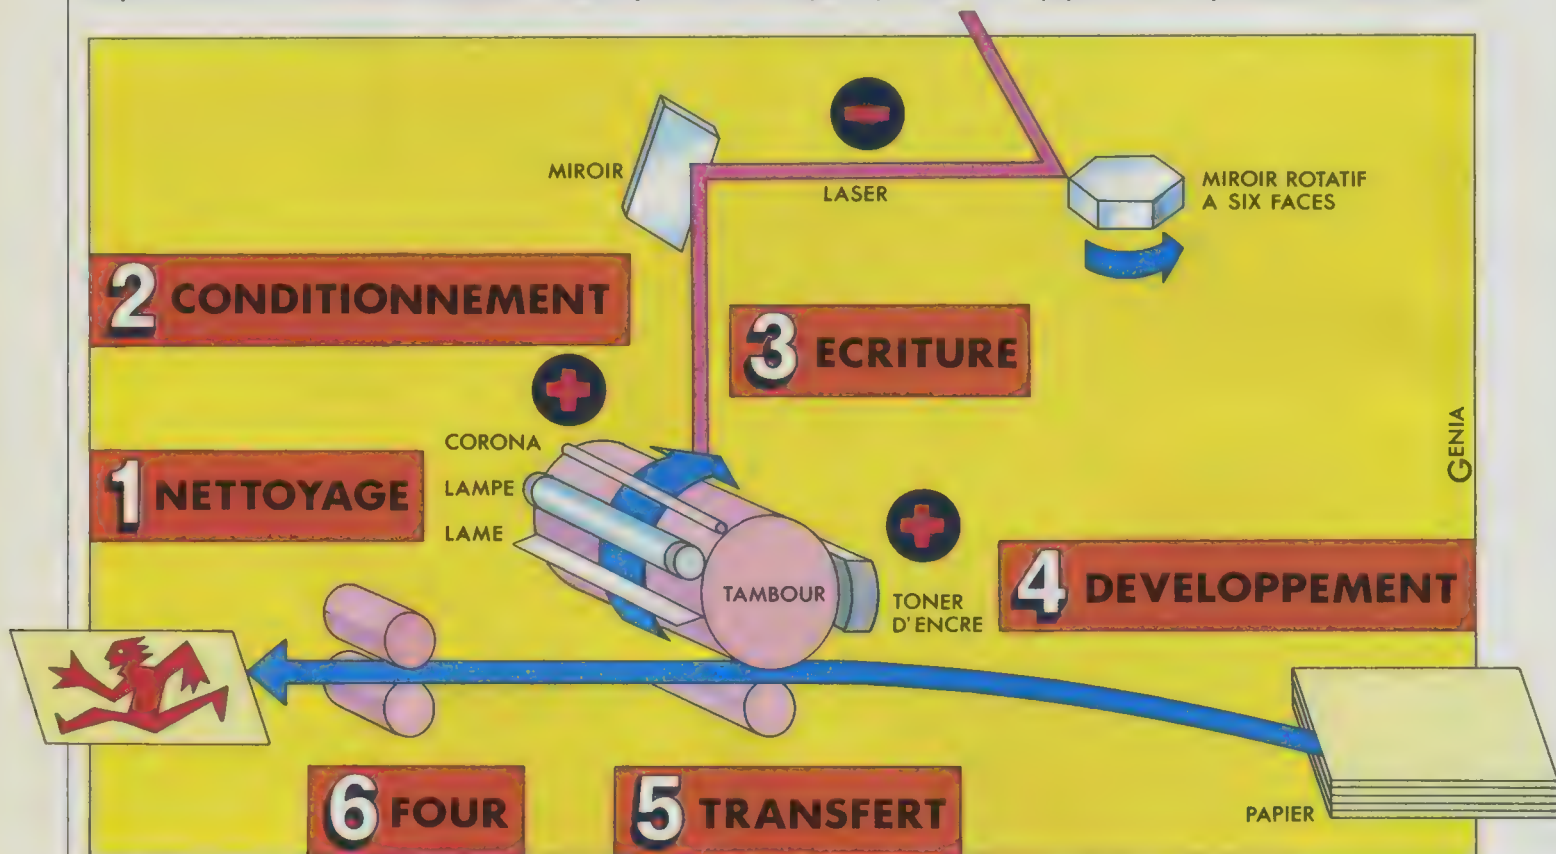 MIROIR
LASER
MIROIR ROTATIF
A SIX FACES
2 CONDITIONNEMENT
3 ECRITURE
CORONA
1 NETTOYAGE
LAMPE
LAME
GENIA
TAMBOUR
TONER
D'ENCRE
4 DEVELOPPEMENT
6 FOUR
5 TRANSFERT
PAPIER